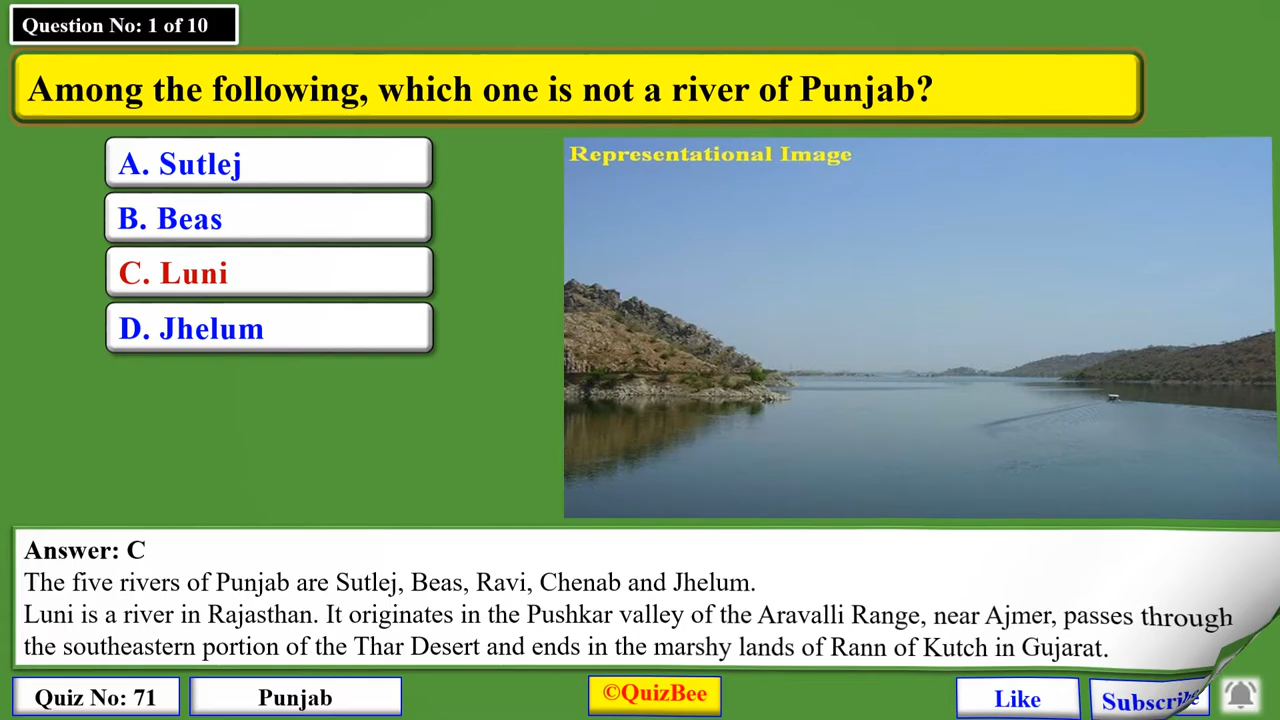 Question No: 1 of 10
Among the following, which one is not a river of Punjab?
A. Sutlej
B. Beas
C. Luni
D. Jhelum
Representational Image
Answer: C
The five rivers of Punjab are Sutlej, Beas, Ravi, Chenab and Jhelum.
Luni is a river in Rajasthan. It originates in the Pushkar valley of the Aravalli Range, near Ajmer, passes through
the southeastern portion of the Thar Desert and ends in the marshy lands of Rann of Kutch in Gujarat.
Quiz No: 71
Punjab
©QuizBee
Like
Subscribe